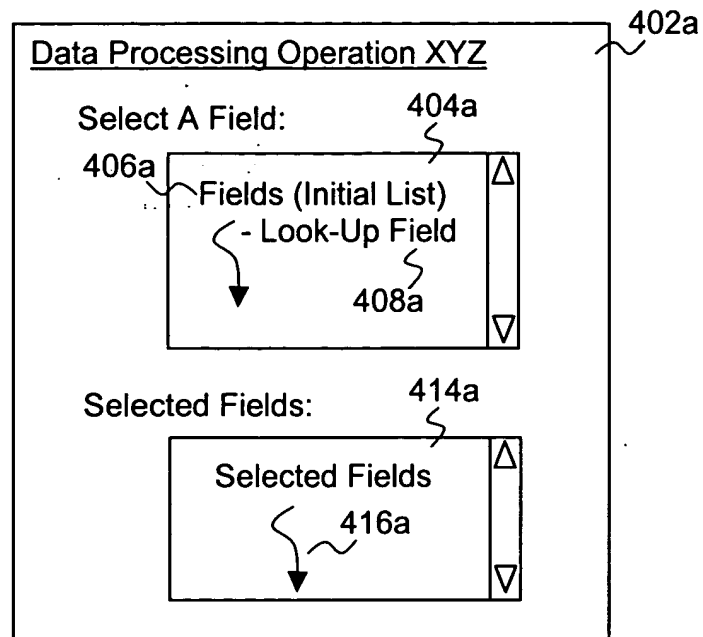 402a
Data Processing Operation XYZ
Select A Field:
404a
406a
Fields (Initial List)
- Look-Up Field
408a
Selected Fields:
414a
Selected Fields
416a